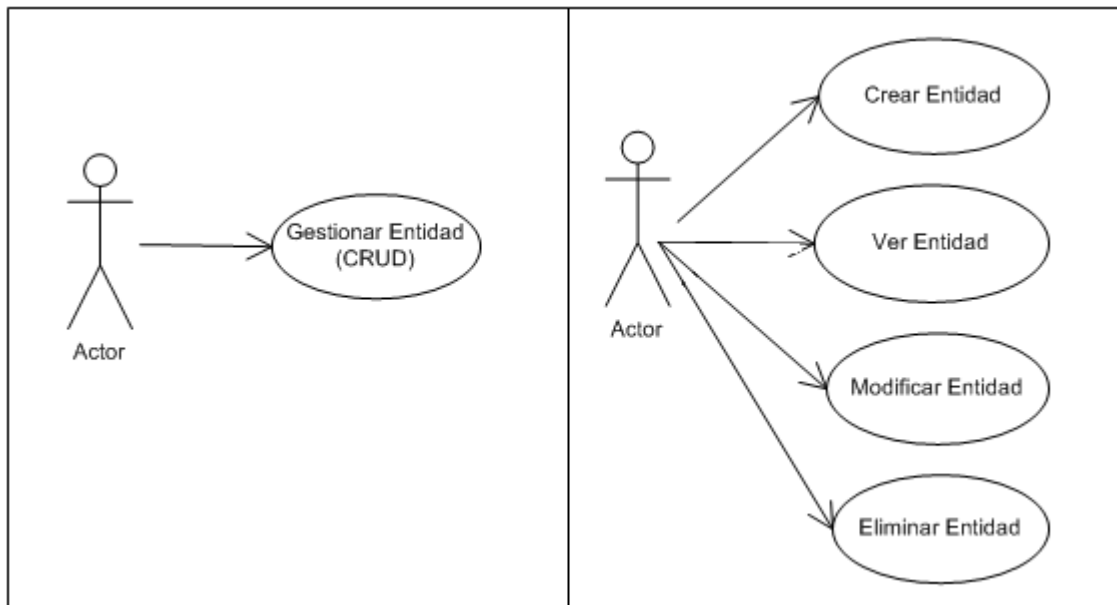 Gestionar Entidad
(CRUD)
Actor
Crear Entidad
Ver Entidad
Actor
Modificar Entidad
Eliminar Entidad